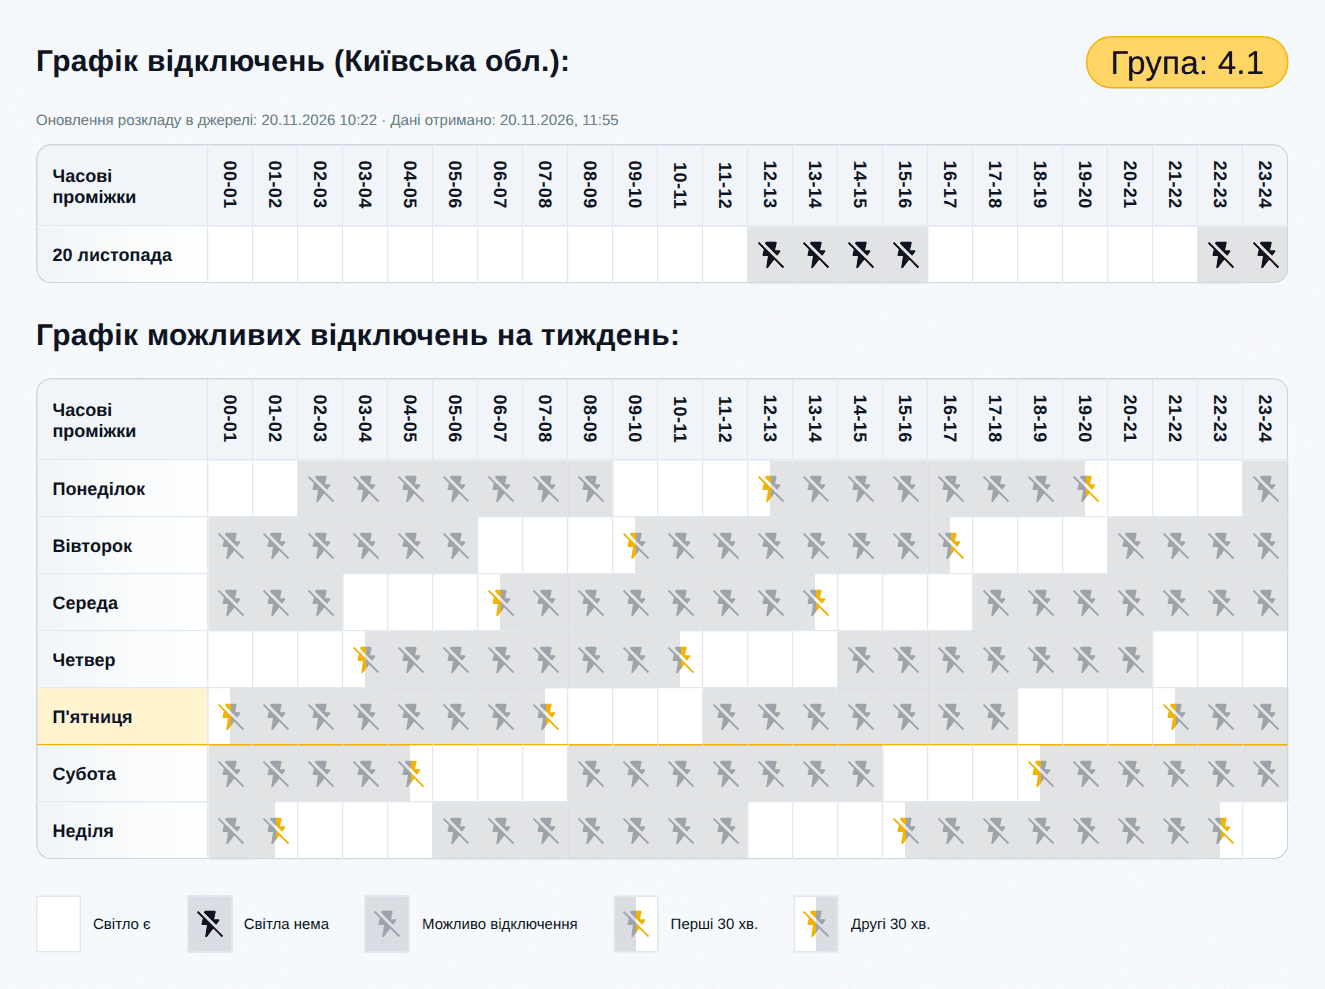 Графік відключень (Київська обл.):
Група: 4.1
Оновлення розкладу в джерелі: 20.11.2026 10:22 · Дані отримано: 20.11.2026, 11:55
Часові
проміжки
00-01 01-02 02-03 03-04 04-05 05-06 06-07 07-08 08-09 09-10 10-11 11-12 12-13 13-14 14-15 15-16 16-17 17-18 18-19 19-20 20-21 21-22 22-23 23-24
20 листопада
Графік можливих відключень на тиждень:
Часові
проміжки
00-01 01-02 02-03 03-04 04-05 05-06 06-07 07-08 08-09 09-10 10-11 11-12 12-13 13-14 14-15 15-16 16-17 17-18 18-19 19-20 20-21 21-22 22-23 23-24
Понеділок
Вівторок
Середа
Четвер
П'ятниця
Субота
Неділя
Світло є
Світла нема
Можливо відключення
Перші 30 хв.
Другі 30 хв.